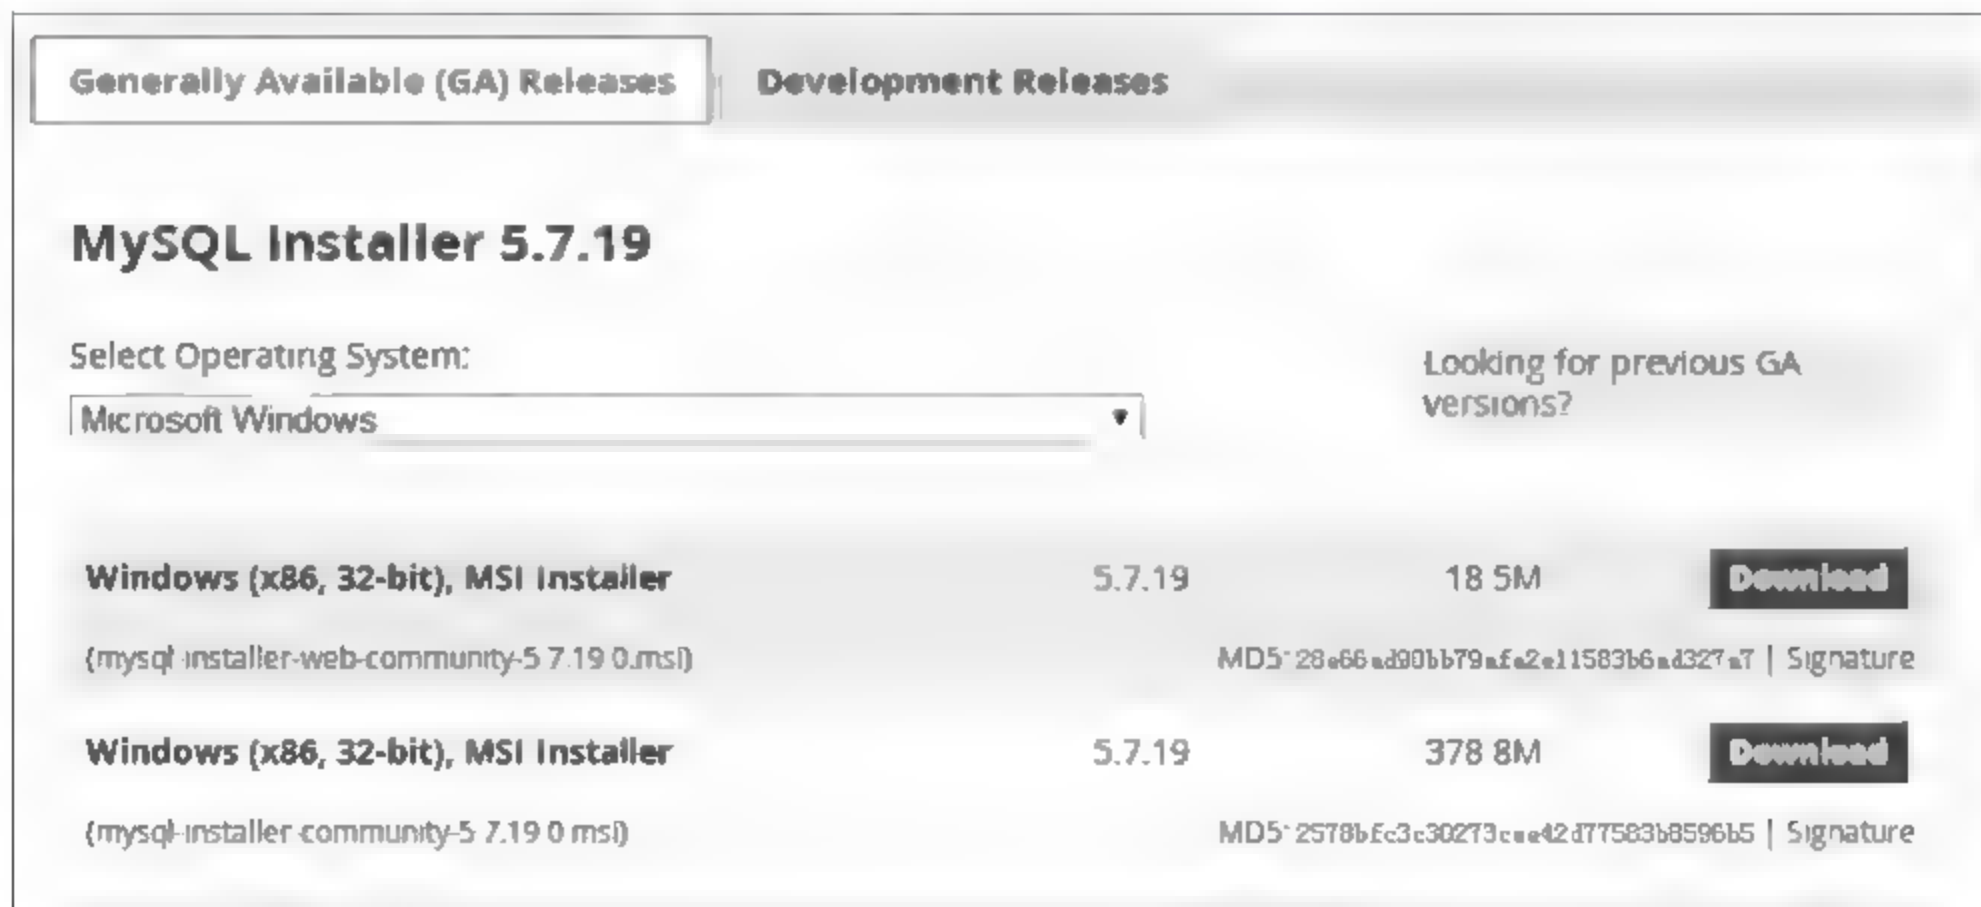 Generally Available (GA) Releases
Development Releases
MySQL Installer 5.7.19
Select Operating System:
Looking for previous GA
versions?
Microsoft Windows
Windows (x86, 32-bit), MSI Installer 5.7.19 18.5M Download
(mysql-installer-web-community-5.7.19.0.msi) MD5: | Signature
Windows (x86, 32-bit), MSI Installer 5.7.19 378.8M Download
(mysql-installer-community-5.7.19.0.msi) MD5: | Signature